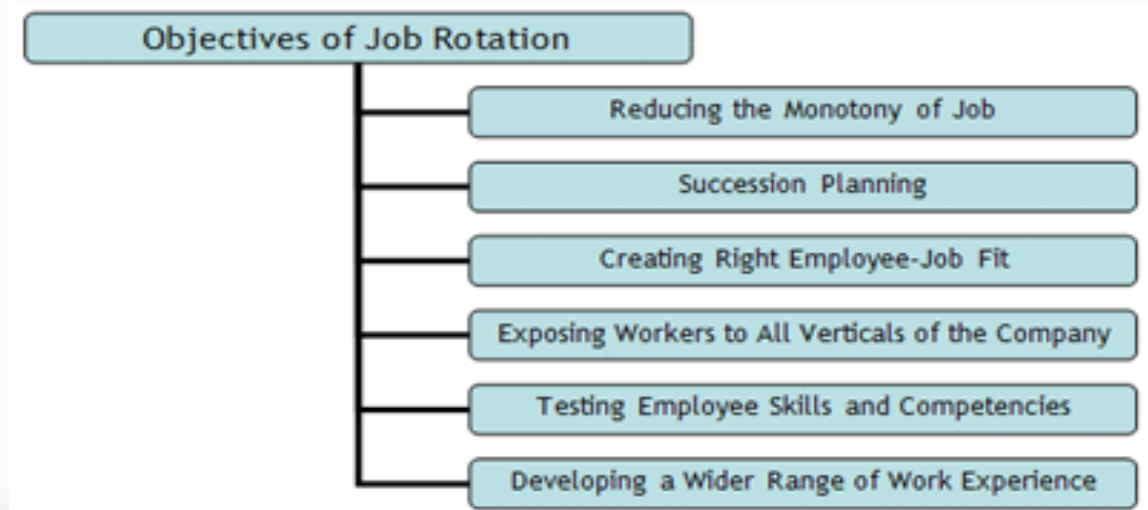 Objectives of Job Rotation
Reducing the Monotony of Job
Succession Planning
Creating Right Employee-Job Fit
Exposing Workers to All Verticals of the Company
Testing Employee Skills and Competencies
Developing a Wider Range of Work Experience